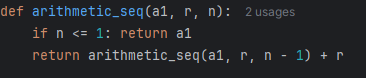 def arithmetic_seq(a1, r, n): 2 usages
    if n <= 1: return a1
    return arithmetic_seq(a1, r, n - 1) + r